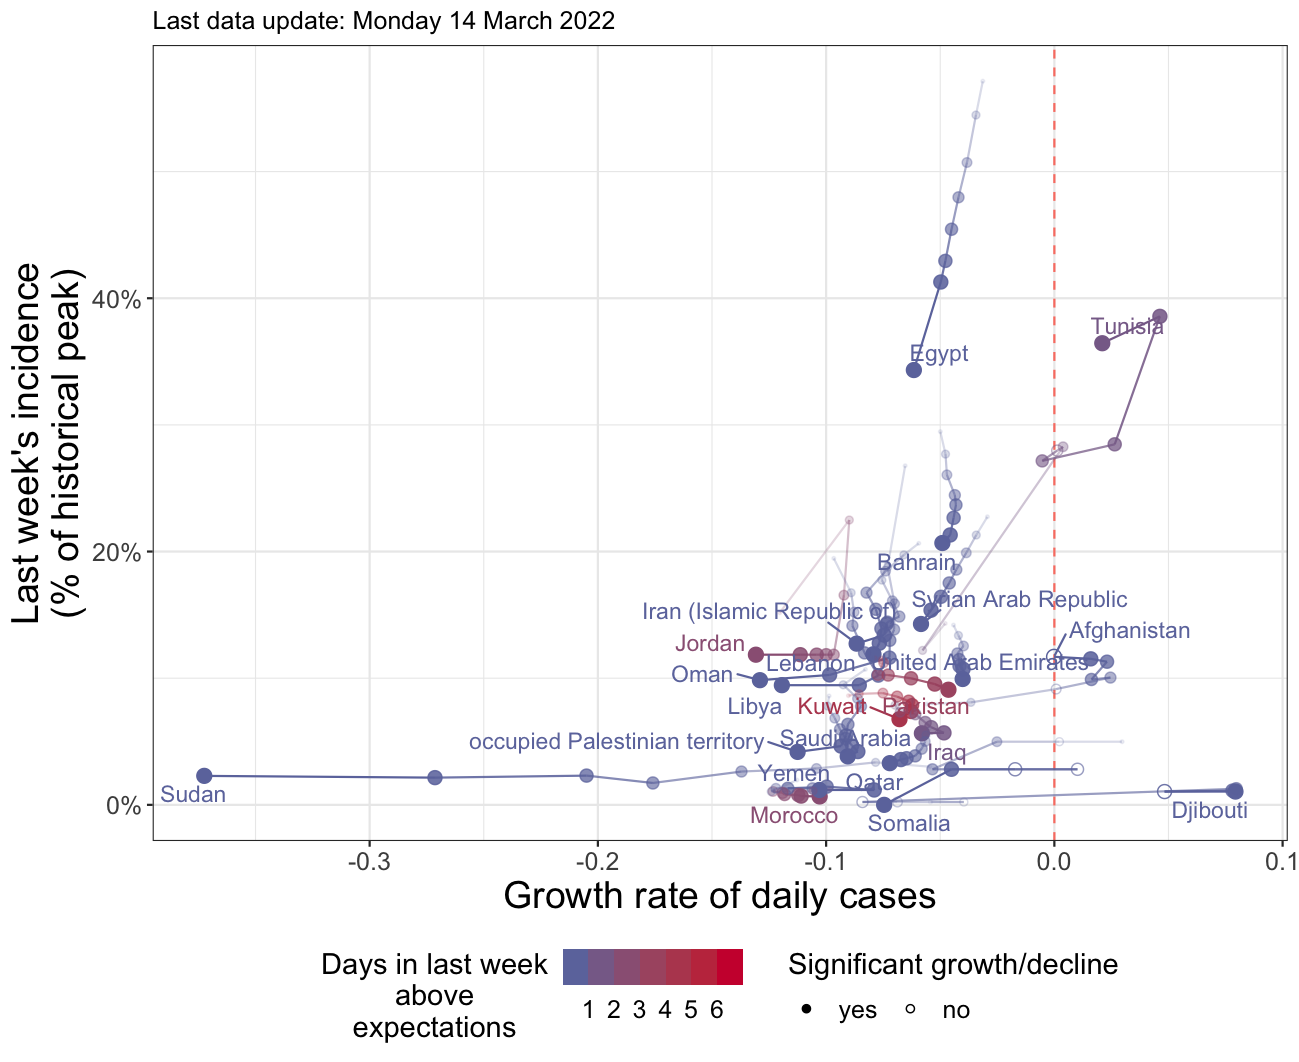 Last data update: Monday 14 March 2022
Last week's incidence
(% of historical peak)
40%
20%
0%
Tunisia
Egypt
Bahrain
Syrian Arab Republic
Iran (Islamic Republic of)
Afghanistan
Jordan
Lebanon
United Arab Emirates
Oman
Libya
Kuwait
Pakistan
occupied Palestinian territory
Saudi Arabia
Iraq
Yemen
Qatar
Sudan
Morocco
Somalia
Djibouti
-0.3
-0.2
-0.1
0.0
0.1
Growth rate of daily cases
Days in last week
above
expectations
1 2 3 4 5 6
Significant growth/decline
yes
no